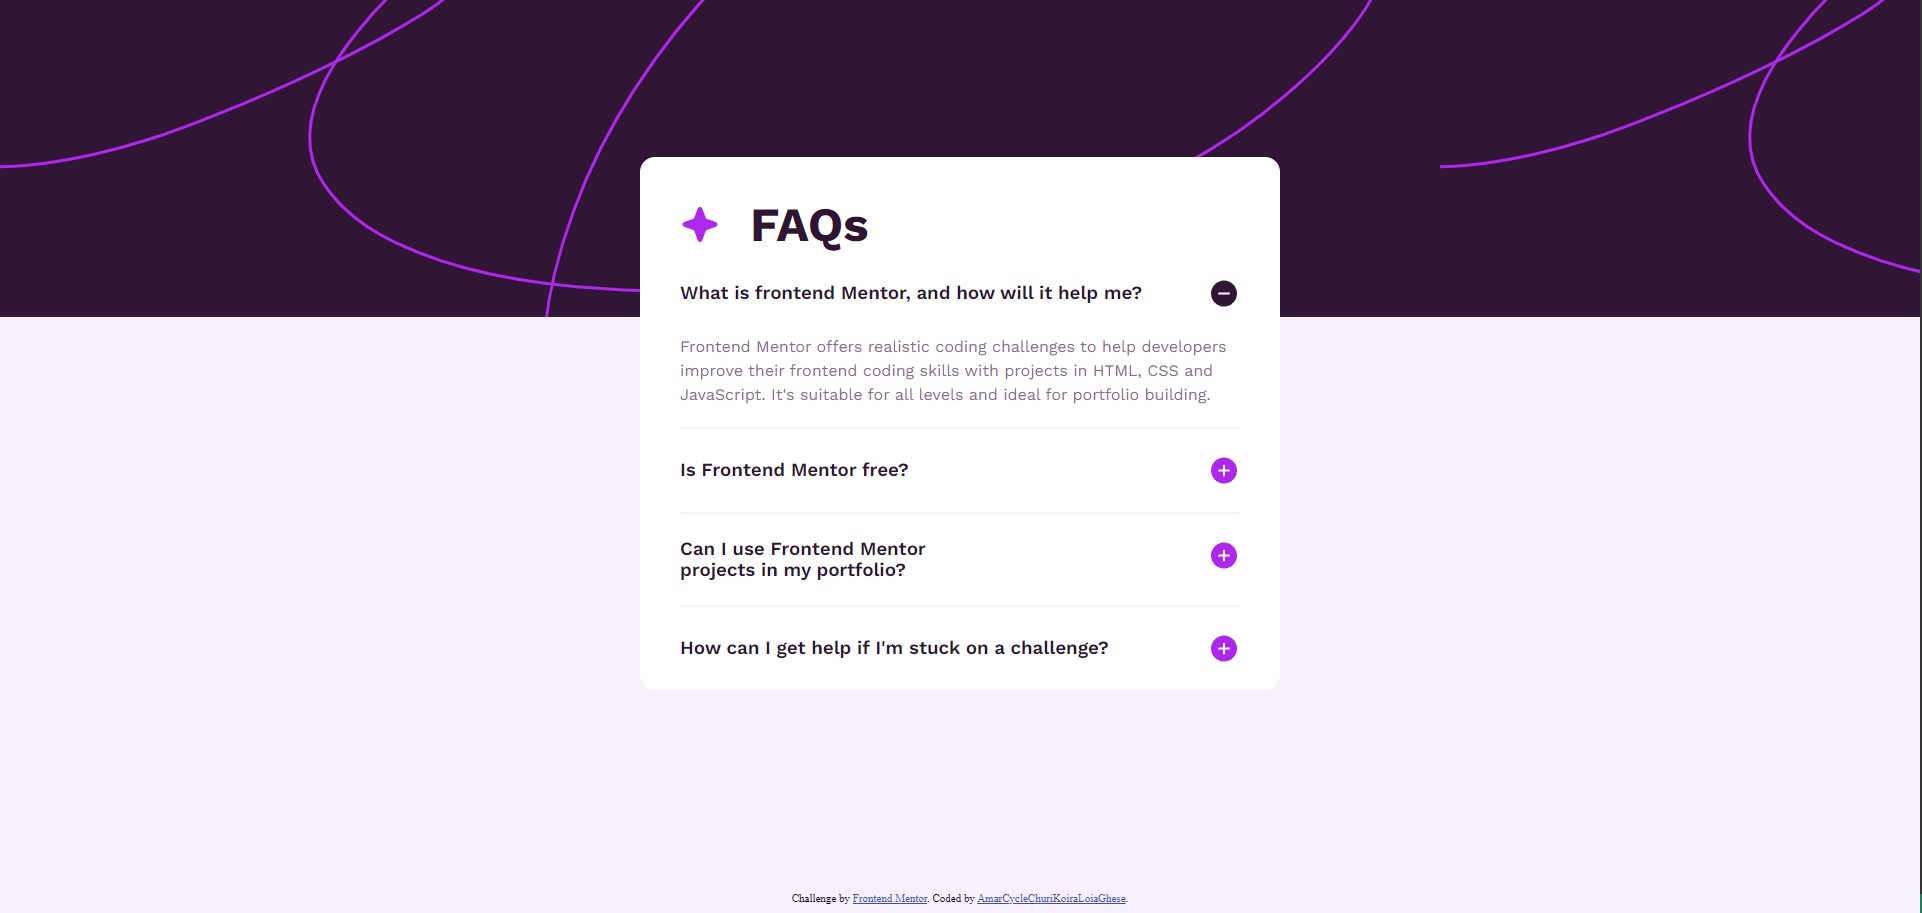 FAQs
What is frontend Mentor, and how will it help me?
Frontend Mentor offers realistic coding challenges to help developers
improve their frontend coding skills with projects in HTML, CSS and
JavaScript. It's suitable for all levels and ideal for portfolio building.
Is Frontend Mentor free?
Can I use Frontend Mentor
projects in my portfolio?
How can I get help if I'm stuck on a challenge?
Challenge by Frontend Mentor. Coded by AmarCycleChuriKoiraLoiaGhese.